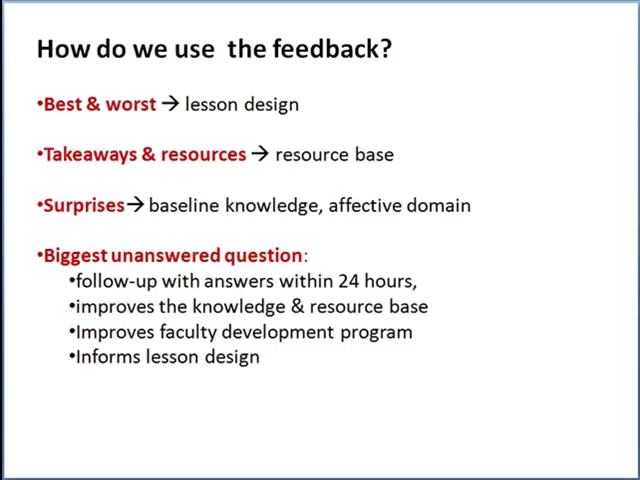 How do we use  the feedback?
•Best & worst → lesson design
•Takeaways & resources → resource base
•Surprises→ baseline knowledge, affective domain
•Biggest unanswered question:
•follow-up with answers within 24 hours,
•improves the knowledge & resource base
•Improves faculty development program
•Informs lesson design